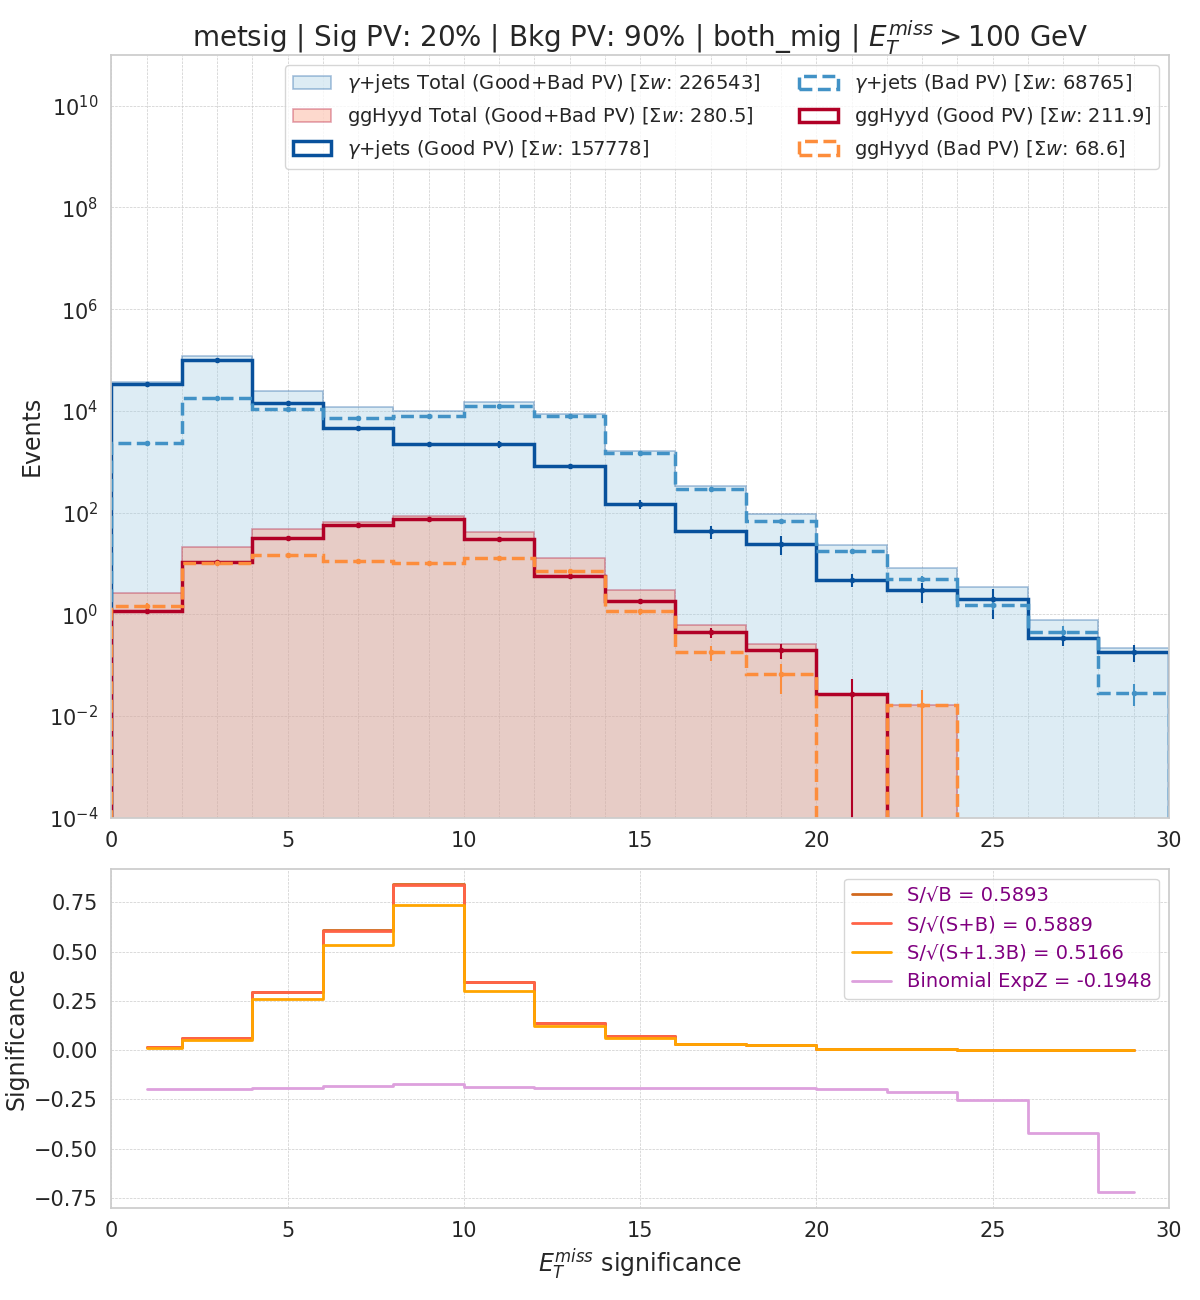 metsig | Sig PV: 20% | Bkg PV: 90% | both_mig | E_T^miss > 100 GeV
γ+jets Total (Good+Bad PV) [Σw: 226543]
ggHyyd Total (Good+Bad PV) [Σw: 280.5]
γ+jets (Good PV) [Σw: 157778]
γ+jets (Bad PV) [Σw: 68765]
ggHyyd (Good PV) [Σw: 211.9]
ggHyyd (Bad PV) [Σw: 68.6]
Events
10^10
10^8
10^6
10^4
10^2
10^0
10^−2
10^−4
0 5 10 15 20 25 30
S/√B = 0.5893
S/√(S+B) = 0.5889
S/√(S+1.3B) = 0.5166
Binomial ExpZ = -0.1948
Significance
0.75
0.50
0.25
0.00
−0.25
−0.50
−0.75
0 5 10 15 20 25 30
E_T^miss significance